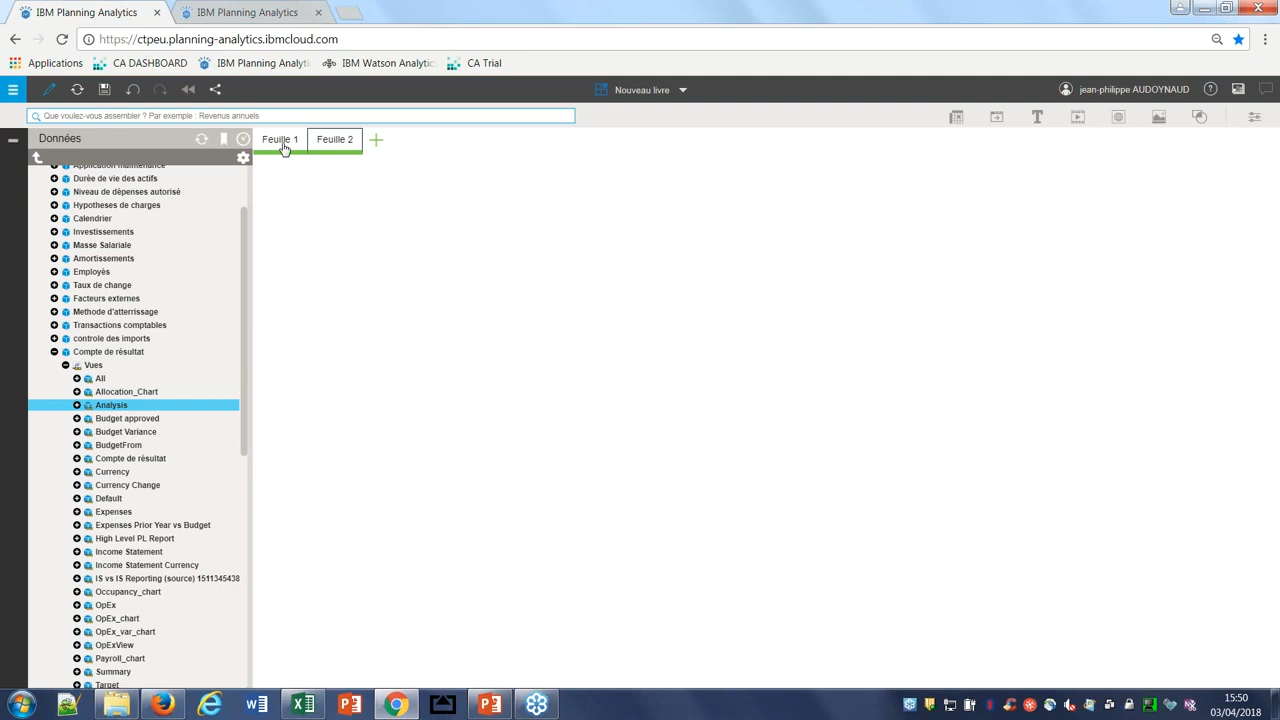 IBM Planning Analytics
IBM Planning Analytics
https://ctpeu.planning-analytics.ibmcloud.com
Applications
CA DASHBOARD
IBM Planning Analyti
IBM Watson Analytic
CA Trial
Nouveau livre
jean-philippe AUDOYNAUD
Que voulez-vous assembler ? Par exemple : Revenus annuels
Données
Feuille 1
Feuille 2
Application maintenance
Durée de vie des actifs
Niveau de dépenses autorisé
Hypotheses de charges
Calendrier
Investissements
Masse Salariale
Amortissements
Employés
Taux de change
Facteurs externes
Methode d'atterrissage
Transactions comptables
controle des imports
Compte de résultat
Vues
All
Allocation_Chart
Analysis
Budget approved
Budget Variance
BudgetFrom
Compte de résultat
Currency
Currency Change
Default
Expenses
Expenses Prior Year vs Budget
High Level PL Report
Income Statement
Income Statement Currency
IS vs IS Reporting (source) 1511345438
Occupancy_chart
OpEx
OpEx_chart
OpEx_var_chart
OpExView
Payroll_chart
Summary
Target
15:50
03/04/2018